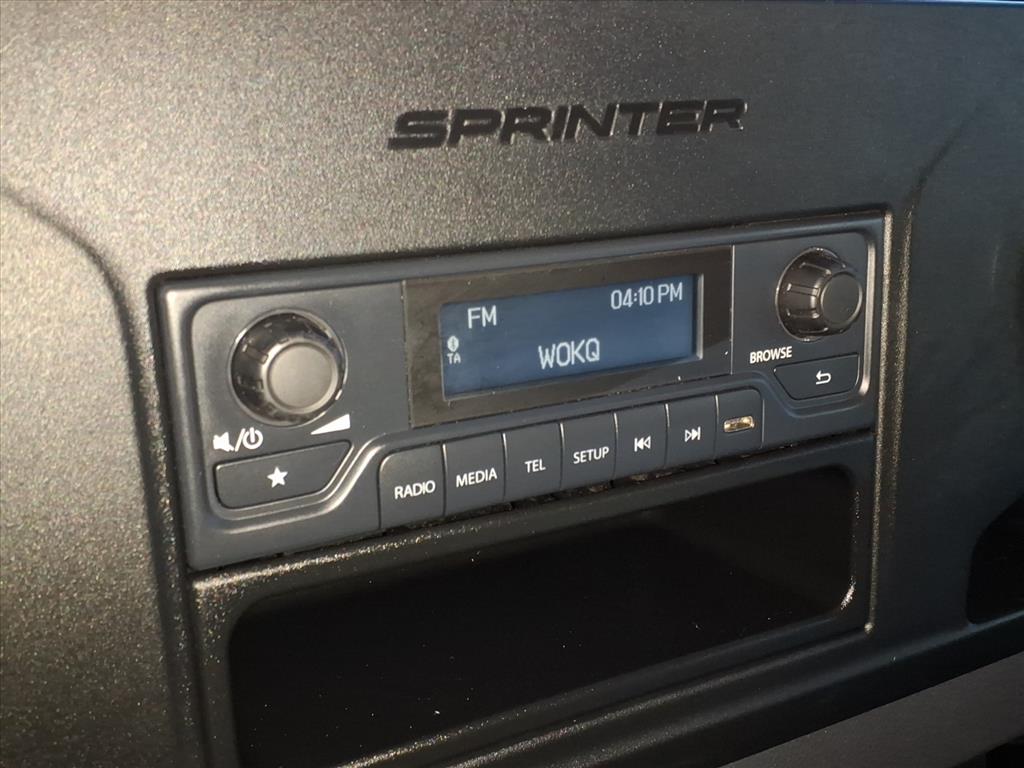 SPRINTER
FM
04:10 PM
TA
WOKQ
BROWSE
RADIO
MEDIA
TEL
SETUP